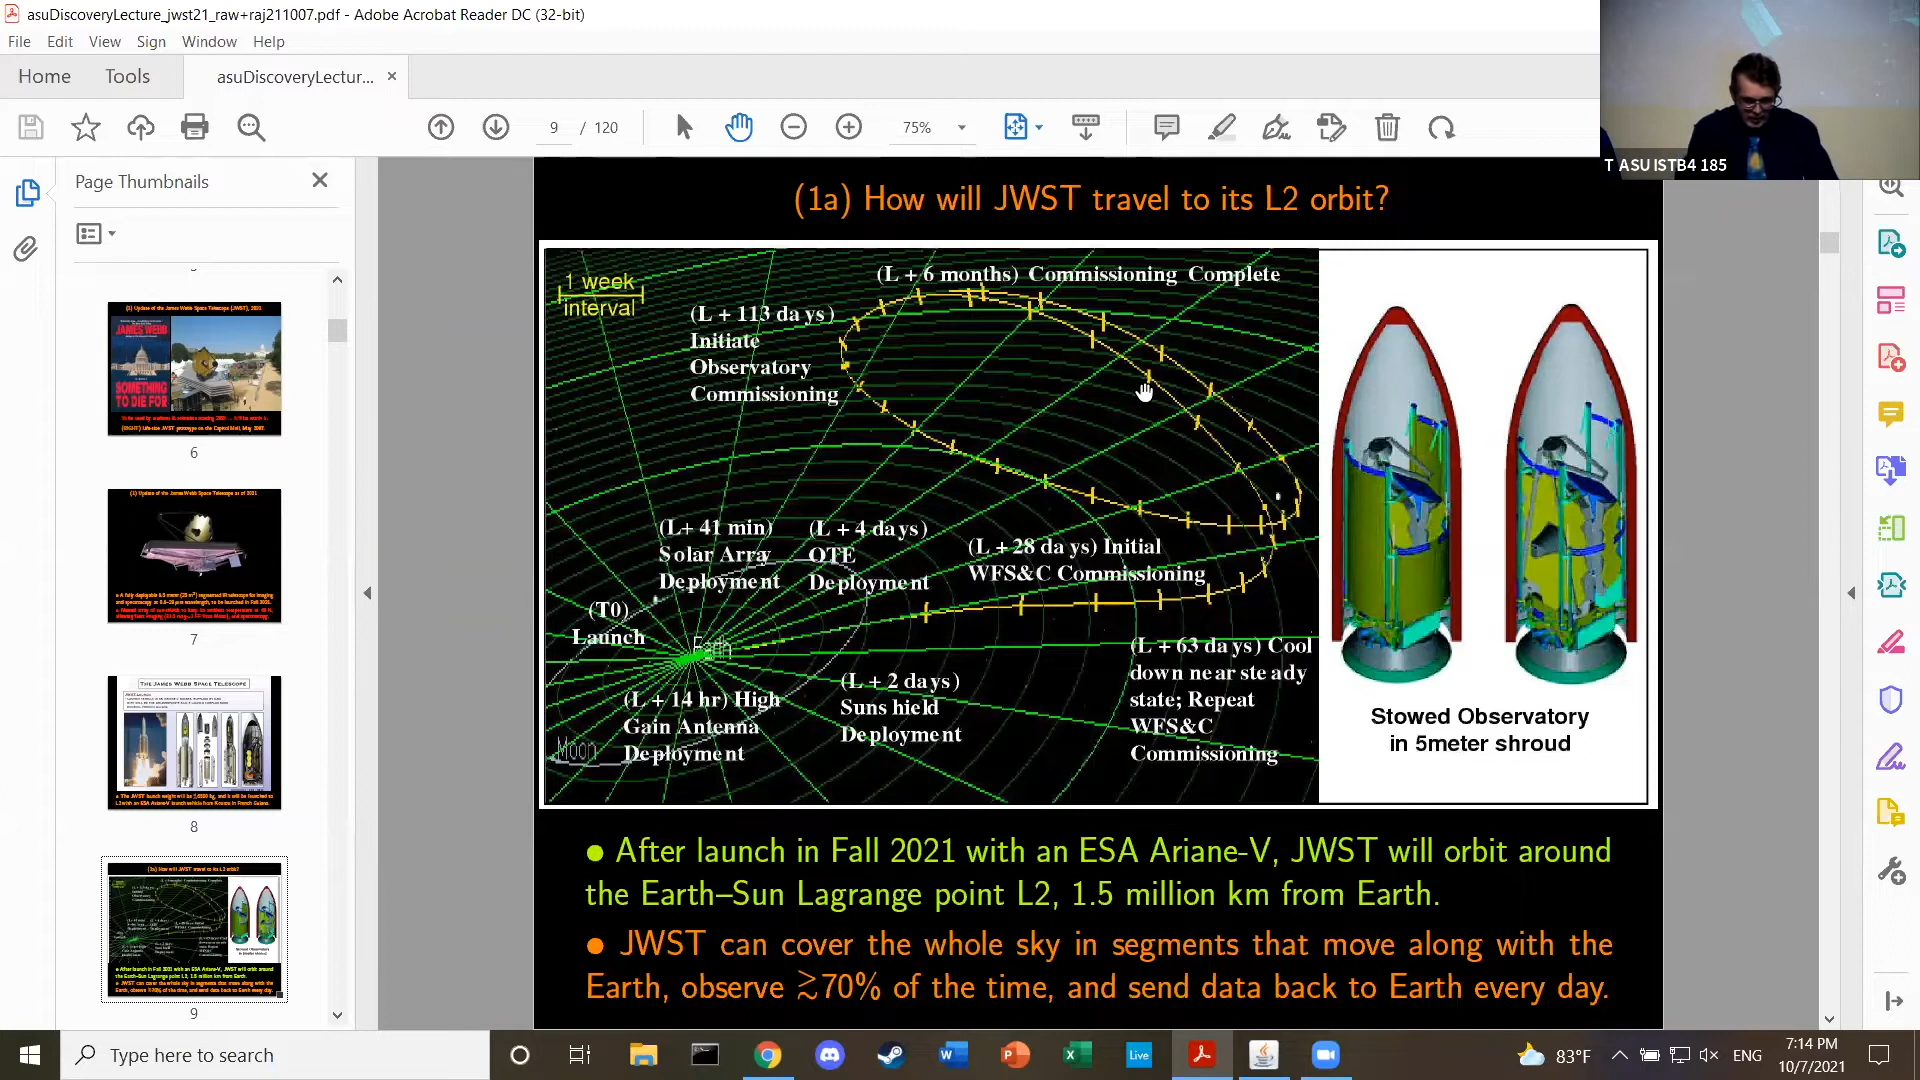 asuDiscoveryLecture_jwst21_raw+raj211007.pdf - Adobe Acrobat Reader DC (32-bit)
File Edit View Sign Window Help
Home Tools asuDiscoveryLectur... ×
9 / 120 75%
T ASU ISTB4 185
Page Thumbnails
6
7
THE JAMES WEBB SPACE TELESCOPE
8
9
(1a) How will JWST travel to its L2 orbit?
1 week
interval
(L + 6 months) Commissioning Complete
(L + 113 days)
Initiate
Observatory
Commissioning
(L+ 41 min)
Solar Array
Deployment
(L + 4 days)
OTE
Deployment
(L + 28 days) Initial
WFS&C Commissioning
(T0)
Launch
Earth
(L + 14 hr) High
Gain Antenna
Deployment
Moon
(L + 2 days)
Suns hield
Deployment
(L + 63 days) Cool
down near steady
state; Repeat
WFS&C
Commissioning
Stowed Observatory
in 5meter shroud
● After launch in Fall 2021 with an ESA Ariane-V, JWST will orbit around
the Earth–Sun Lagrange point L2, 1.5 million km from Earth.
● JWST can cover the whole sky in segments that move along with the
Earth, observe ≳70% of the time, and send data back to Earth every day.
Type here to search
Live
83°F
ENG
7:14 PM
10/7/2021